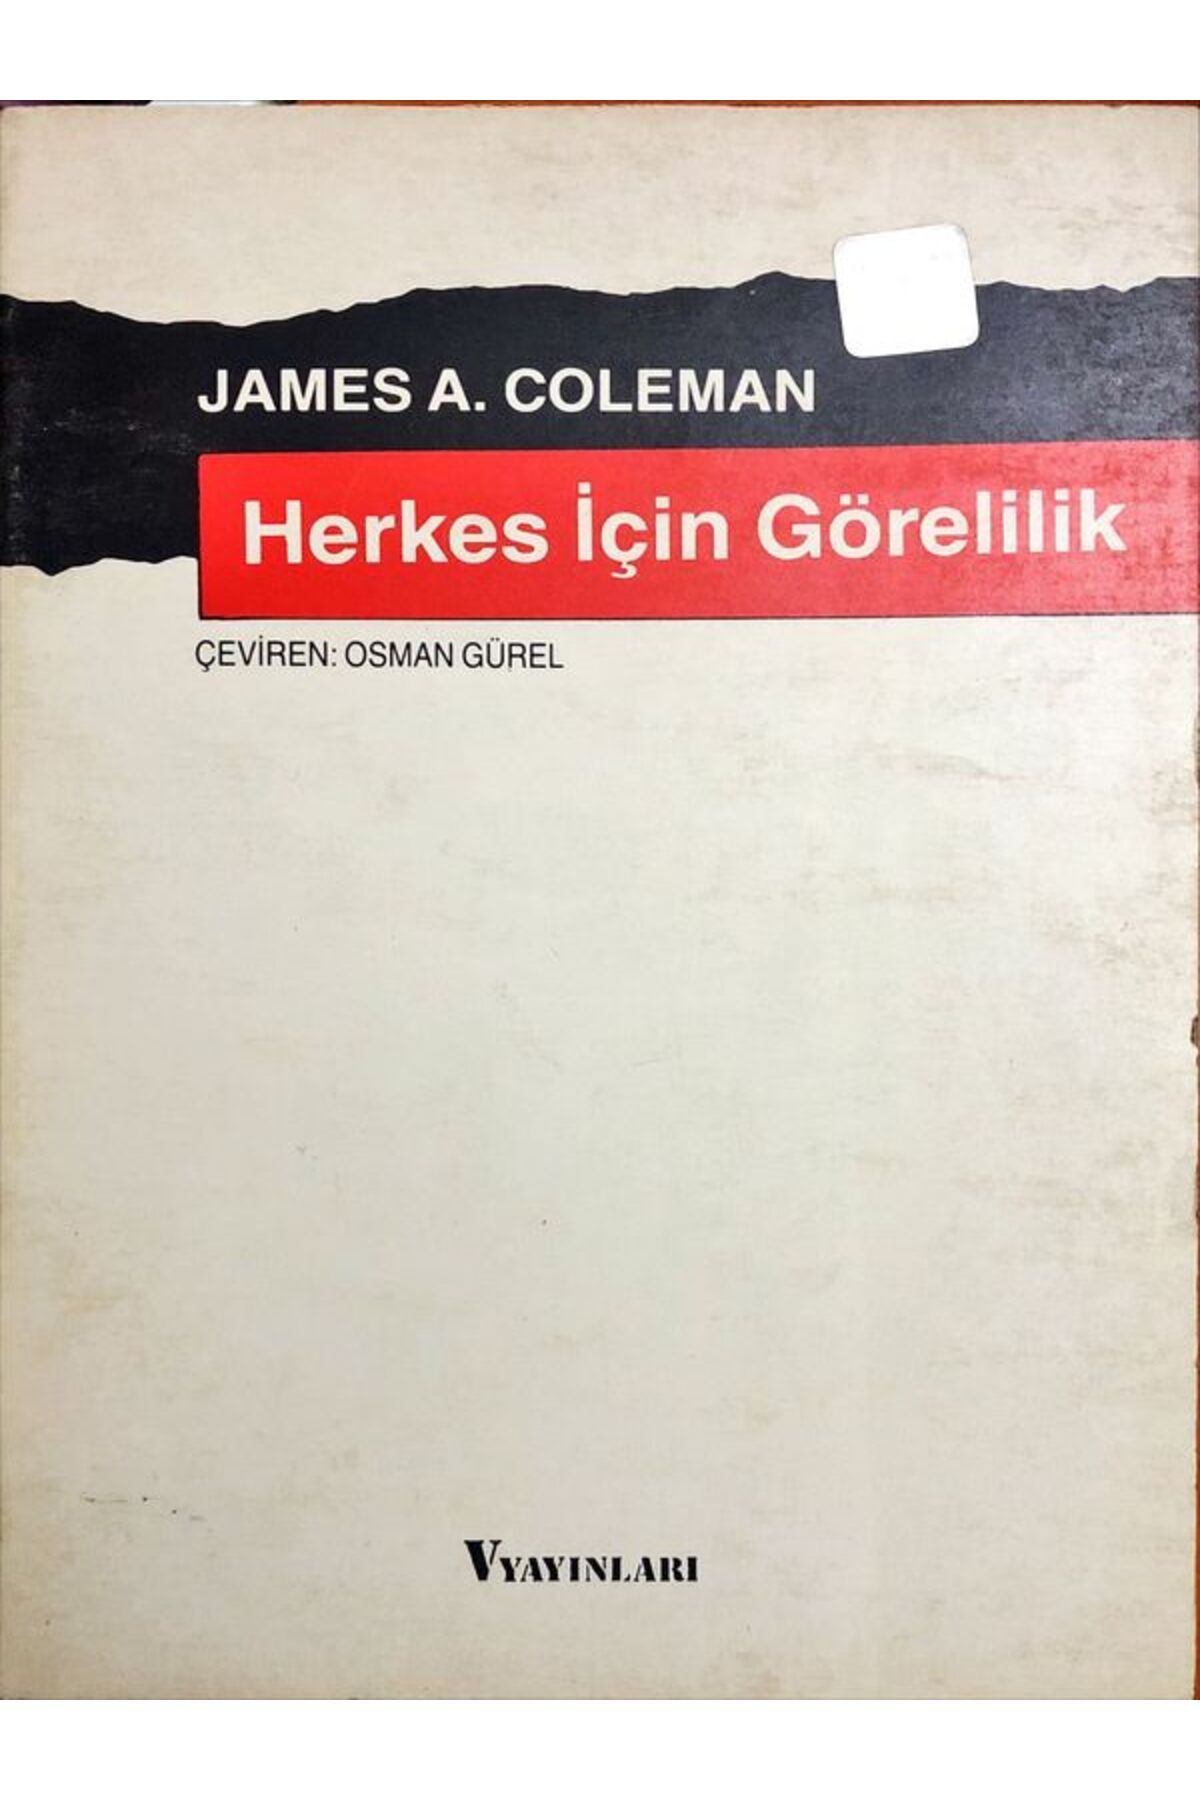 JAMES A. COLEMAN
Herkes İçin Görelilik
ÇEVİREN: OSMAN GÜREL
VYAYINLARI